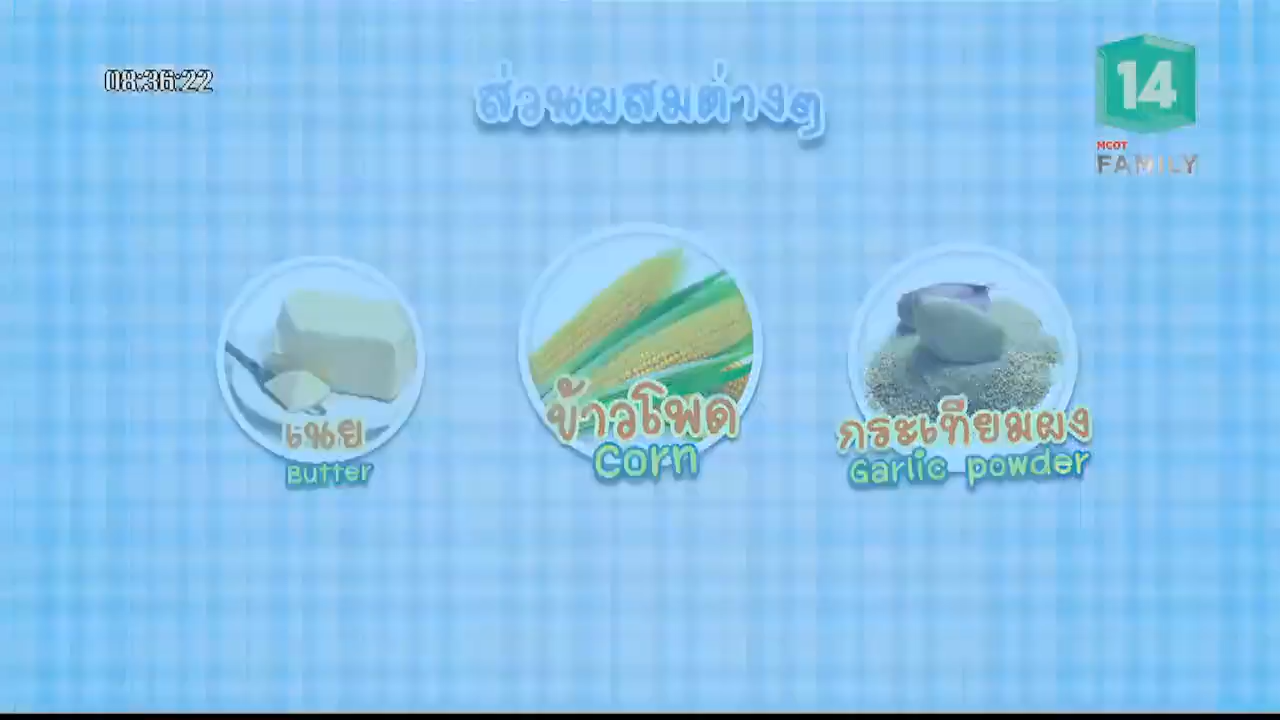 08:36:22
ส่วนผสมต่างๆ
14
MCOT
FAMILY
เนย
Butter
ข้าวโพด
Corn
กระเทียมผง
Garlic powder